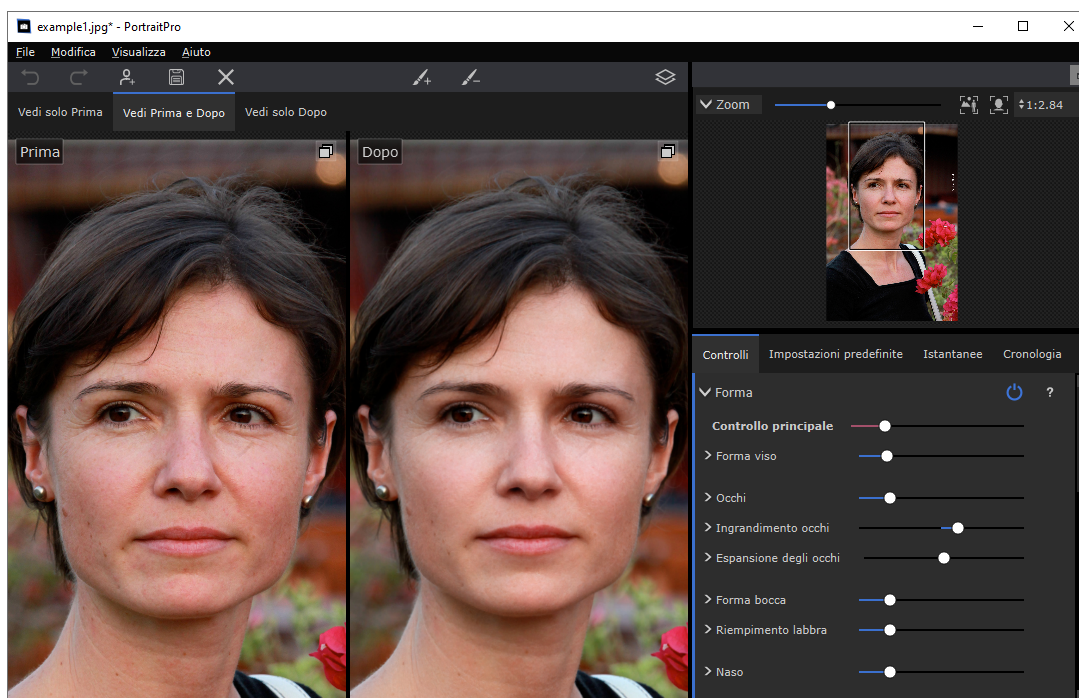 example1.jpg* - PortraitPro
File Modifica Visualizza Aiuto
Vedi solo Prima Vedi Prima e Dopo Vedi solo Dopo
Prima
Dopo
Zoom
1:2.84
Controlli Impostazioni predefinite Istantanee Cronologia
Forma ?
Controllo principale
Forma viso
Occhi
Ingrandimento occhi
Espansione degli occhi
Forma bocca
Riempimento labbra
Naso